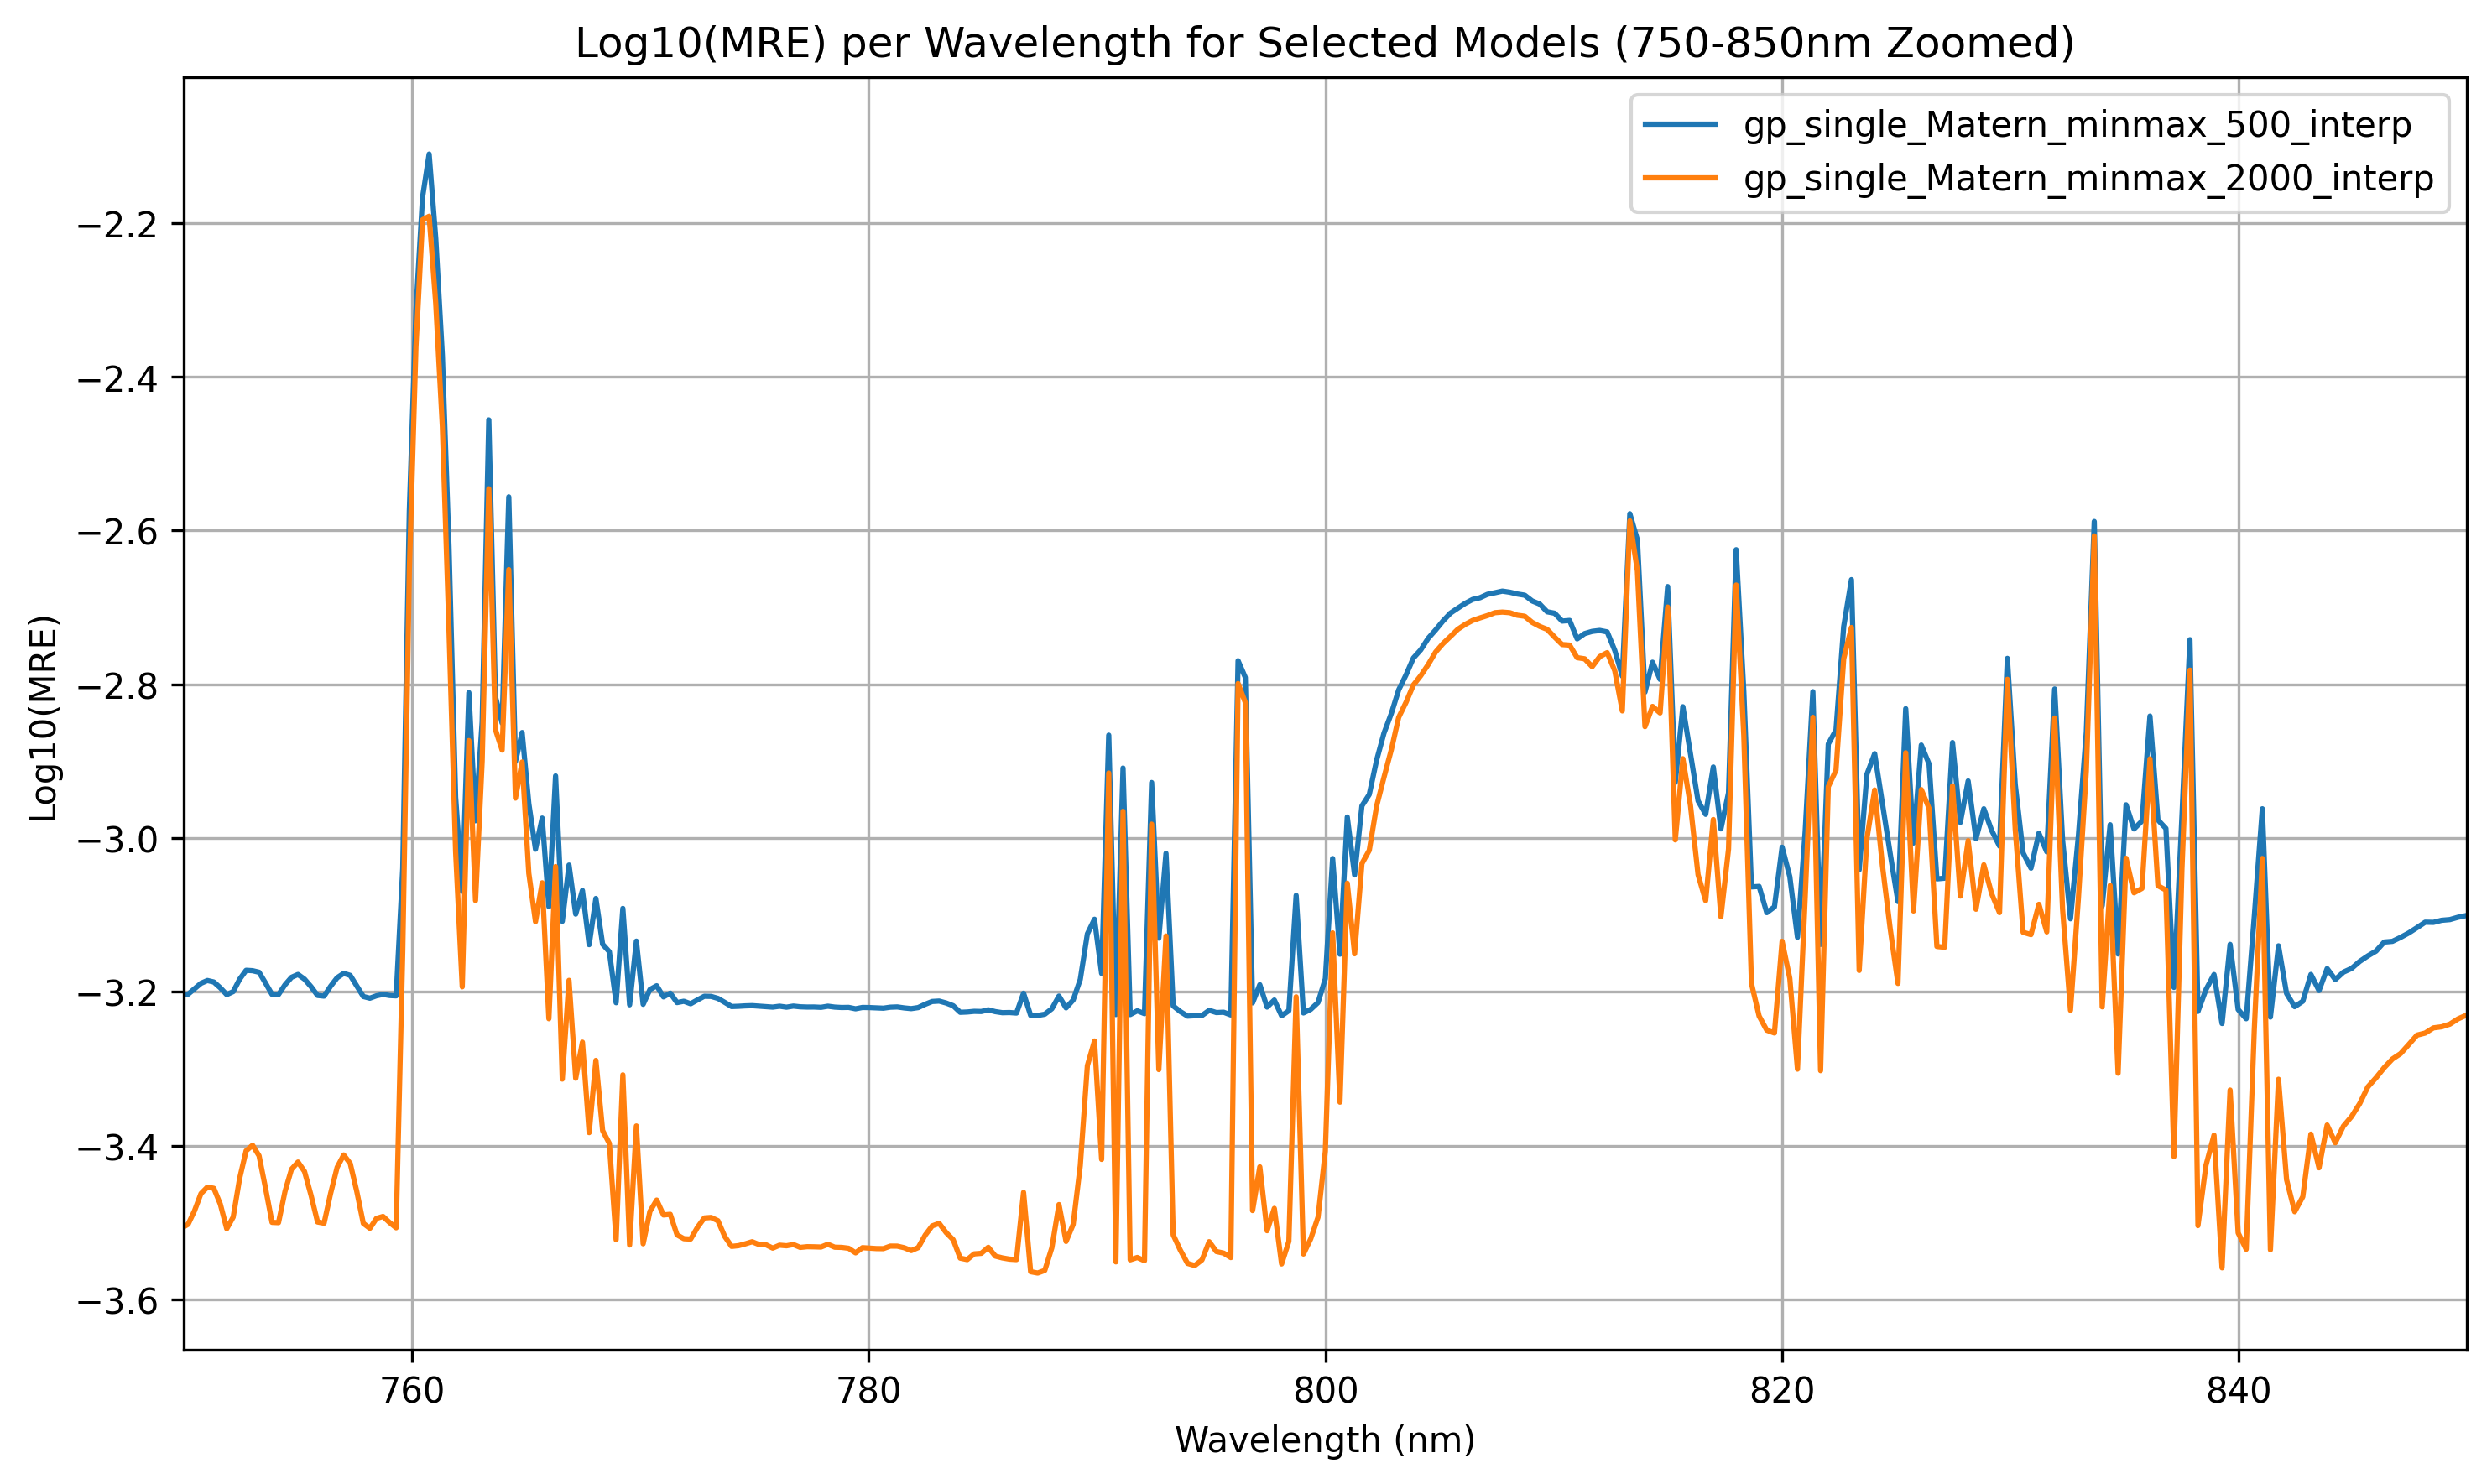 Log10(MRE) per Wavelength for Selected Models (750-850nm Zoomed)
gp_single_Matern_minmax_500_interp
gp_single_Matern_minmax_2000_interp
Log10(MRE)
−2.2
−2.4
−2.6
−2.8
−3.0
−3.2
−3.4
−3.6
760 780 800 820 840
Wavelength (nm)